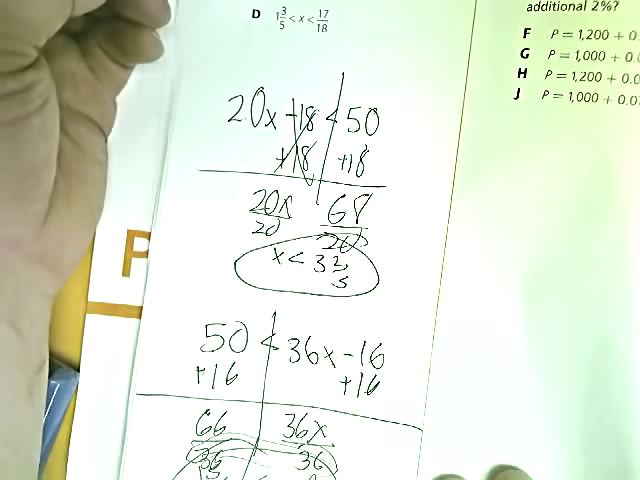 additional 2%?
D 1 3/5 < x < 17/18
F P = 1,200 + 0.
G P = 1,000 + 0.0
H P = 1,200 + 0.0
J P = 1,000 + 0.0
20x - 18 < 50
+18 +18
20x/20 68/20
x < 3 2/5
P
50 < 36x - 16
+16 +16
66/36 36x/36